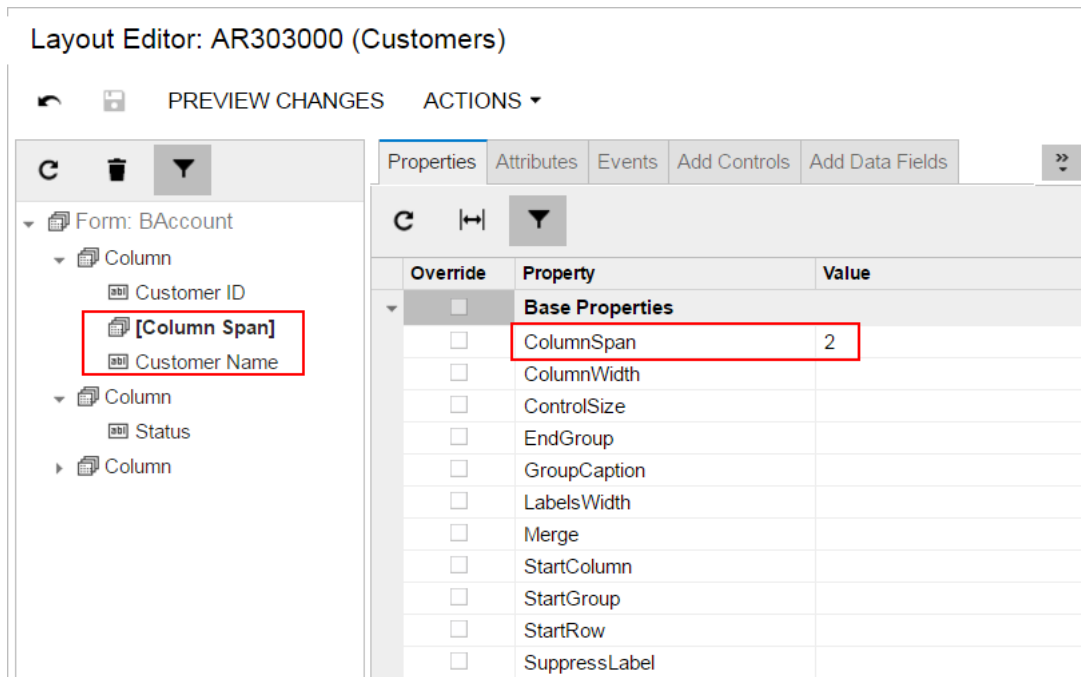 Layout Editor: AR303000 (Customers)
PREVIEW CHANGES ACTIONS
Properties Attributes Events Add Controls Add Data Fields
Form: BAccount
Column
Customer ID
[Column Span]
Customer Name
Column
Status
Column
Override Property Value
Base Properties
ColumnSpan 2
ColumnWidth
ControlSize
EndGroup
GroupCaption
LabelsWidth
Merge
StartColumn
StartGroup
StartRow
SuppressLabel